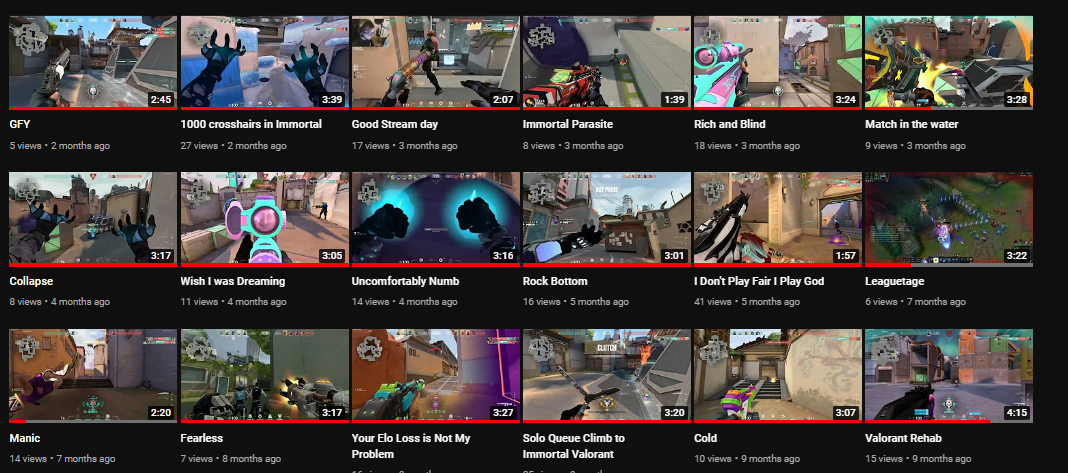 2:45
3:39
2:07
1:39
3:24
3:28
GFY
1000 crosshairs in Immortal
Good Stream day
Immortal Parasite
Rich and Blind
Match in the water
5 views • 2 months ago
27 views • 2 months ago
17 views • 3 months ago
8 views • 3 months ago
18 views • 3 months ago
9 views • 3 months ago
BUY PHASE
3:17
3:05
3:16
3:01
1:57
3:22
Collapse
Wish I was Dreaming
Uncomfortably Numb
Rock Bottom
I Don't Play Fair I Play God
Leaguetage
8 views • 4 months ago
11 views • 4 months ago
14 views • 4 months ago
16 views • 5 months ago
41 views • 5 months ago
6 views • 7 months ago
CLUTCH
2:20
3:17
3:27
3:20
3:07
4:15
Manic
Fearless
Your Elo Loss is Not My
Problem
Solo Queue Climb to
Immortal Valorant
Cold
Valorant Rehab
14 views • 7 months ago
7 views • 8 months ago
10 views • 9 months ago
15 views • 9 months ago